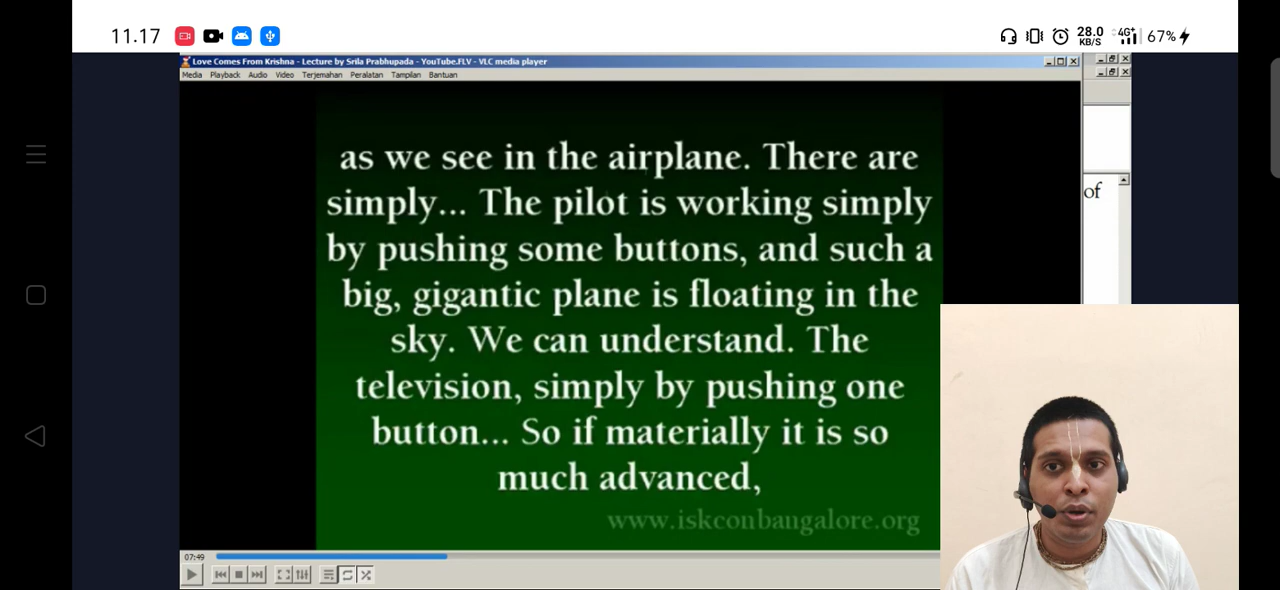 11.17
28.0
KB/S
4G+
67%
Love Comes From Krishna - Lecture by Srila Prabhupada - YouTube.FLV - VLC media player
Media Playback Audio Video Terjemahan Peralatan Tampilan Bantuan
as we see in the airplane. There are
simply... The pilot is working simply
by pushing some buttons, and such a
big, gigantic plane is floating in the
sky. We can understand. The
television, simply by pushing one
button... So if materially it is so
much advanced,
www.iskconbangalore.org
of
07:49